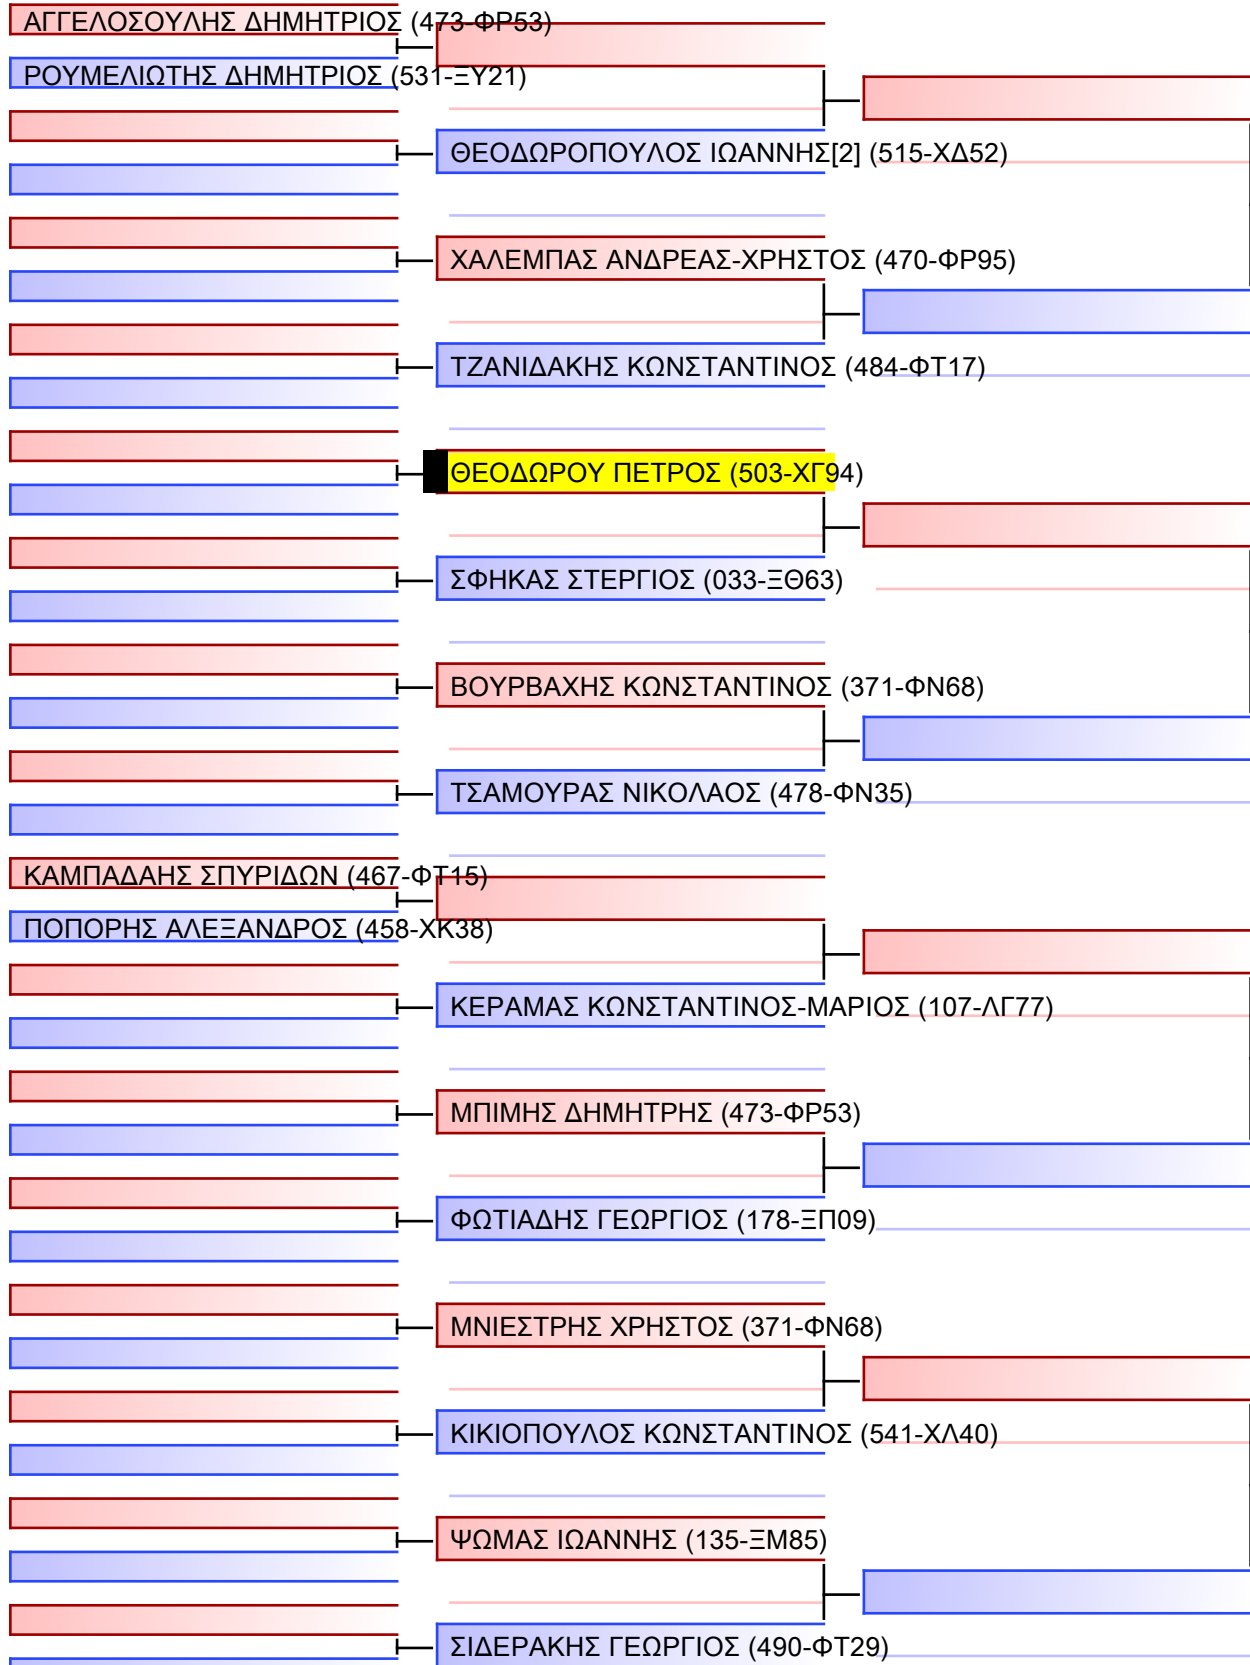 ΑΓΓΕΛΟΣΟΥΛΗΣ ΔΗΜΗΤΡΙΟΣ (473-ΦΡ53)
ΡΟΥΜΕΛΙΩΤΗΣ ΔΗΜΗΤΡΙΟΣ (531-ΞΥ21)
ΘΕΟΔΩΡΟΠΟΥΛΟΣ ΙΩΑΝΝΗΣ[2] (515-ΧΔ52)
ΧΑΛΕΜΠΑΣ ΑΝΔΡΕΑΣ-ΧΡΗΣΤΟΣ (470-ΦΡ95)
ΤΖΑΝΙΔΑΚΗΣ ΚΩΝΣΤΑΝΤΙΝΟΣ (484-ΦΤ17)
ΘΕΟΔΩΡΟΥ ΠΕΤΡΟΣ (503-ΧΓ94)
ΣΦΗΚΑΣ ΣΤΕΡΓΙΟΣ (033-ΞΘ63)
ΒΟΥΡΒΑΧΗΣ ΚΩΝΣΤΑΝΤΙΝΟΣ (371-ΦΝ68)
ΤΣΑΜΟΥΡΑΣ ΝΙΚΟΛΑΟΣ (478-ΦΝ35)
ΚΑΜΠΑΔΑΗΣ ΣΠΥΡΙΔΩΝ (467-ΦΤ15)
ΠΟΠΟΡΗΣ ΑΛΕΞΑΝΔΡΟΣ (458-ΧΚ38)
ΚΕΡΑΜΑΣ ΚΩΝΣΤΑΝΤΙΝΟΣ-ΜΑΡΙΟΣ (107-ΛΓ77)
ΜΠΙΜΗΣ ΔΗΜΗΤΡΗΣ (473-ΦΡ53)
ΦΩΤΙΑΔΗΣ ΓΕΩΡΓΙΟΣ (178-ΞΠ09)
ΜΝΙΕΣΤΡΗΣ ΧΡΗΣΤΟΣ (371-ΦΝ68)
ΚΙΚΙΟΠΟΥΛΟΣ ΚΩΝΣΤΑΝΤΙΝΟΣ (541-ΧΛ40)
ΨΩΜΑΣ ΙΩΑΝΝΗΣ (135-ΞΜ85)
ΣΙΔΕΡΑΚΗΣ ΓΕΩΡΓΙΟΣ (490-ΦΤ29)